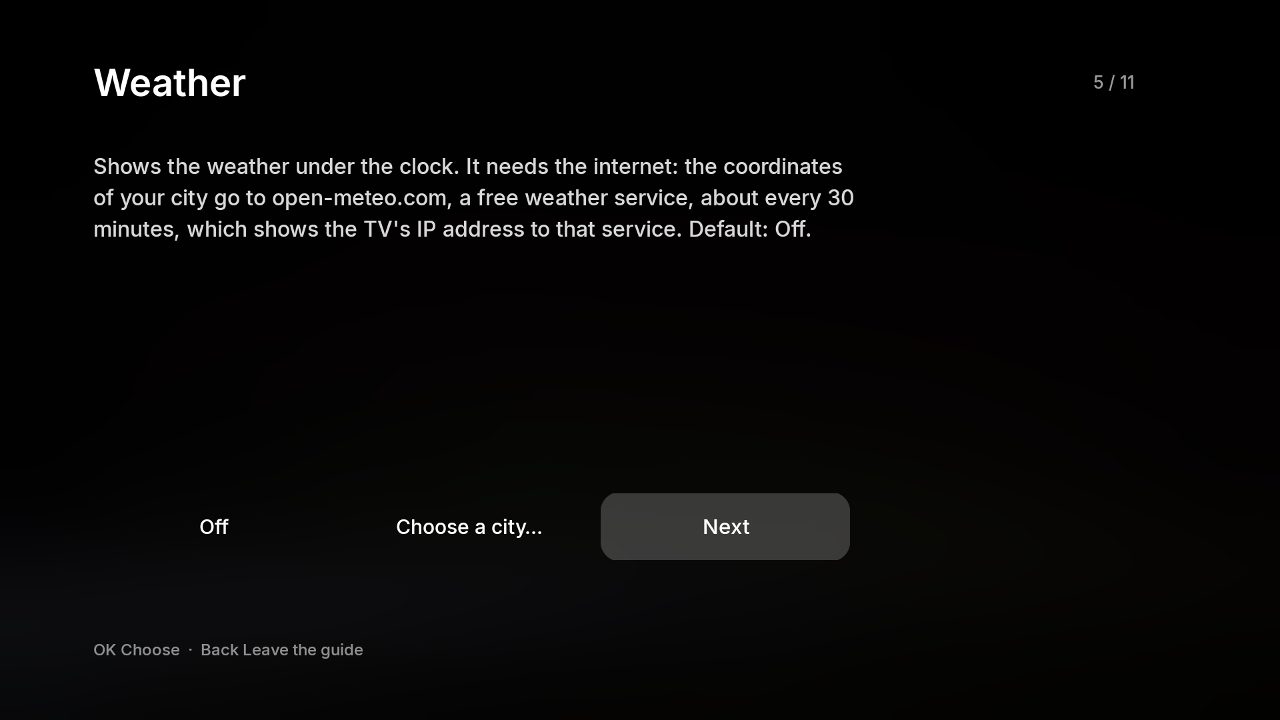 Weather
5 / 11
Shows the weather under the clock. It needs the internet: the coordinates
of your city go to open-meteo.com, a free weather service, about every 30
minutes, which shows the TV's IP address to that service. Default: Off.
Off
Choose a city...
Next
OK Choose · Back Leave the guide